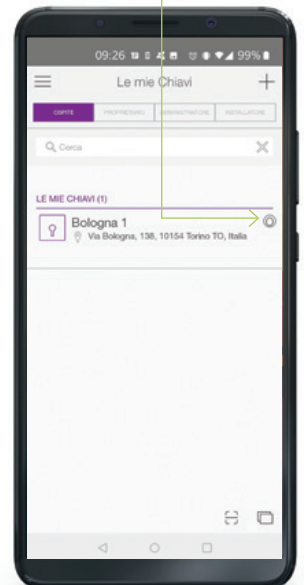 09:26 99%
Le mie Chiavi
OSPITE PROPRIETARIO AMMINISTRATORE INSTALLATORE
Cerca
LE MIE CHIAVI (1)
Bologna 1
Via Bologna, 138, 10154 Torino TO, Italia